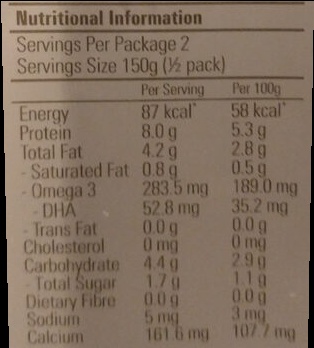 Nutritional Information
Servings Per Package 2
Servings Size 150g (½ pack)
Per Serving Per 100g
Energy 87 kcal* 58 kcal*
Protein 8.0 g 5.3 g
Total Fat 4.2 g 2.8 g
- Saturated Fat 0.8 g 0.5 g
- Omega 3 283.5 mg 189.0 mg
- DHA 52.8 mg 35.2 mg
- Trans Fat 0.0 g 0.0 g
Cholesterol 0 mg 0 mg
Carbohydrate 4.4 g 2.9 g
- Total Sugar 1.7 g 1.1 g
Dietary Fibre 0.0 g 0.0 g
Sodium 5 mg 3 mg
Calcium 161.6 mg 107.7 mg